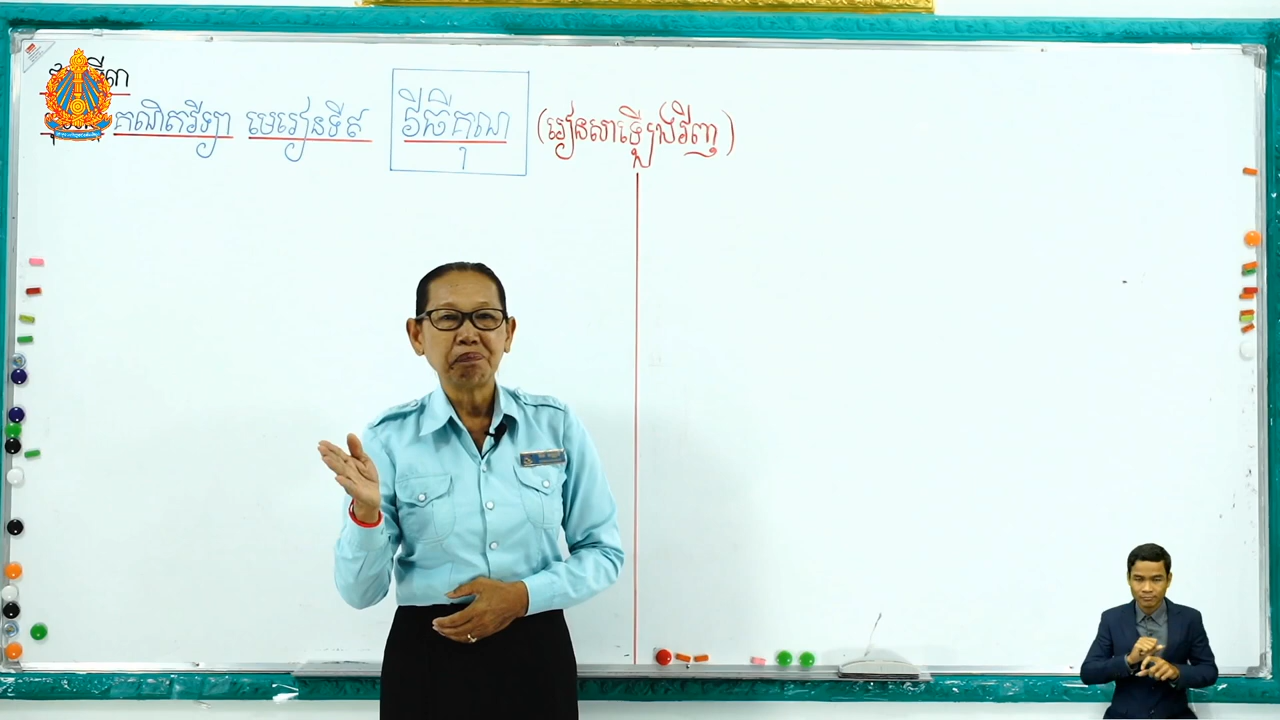 គណិតវិទ្យា មេរៀនទី៩ វិធីគុណ (រៀនសាឡើងវិញ)